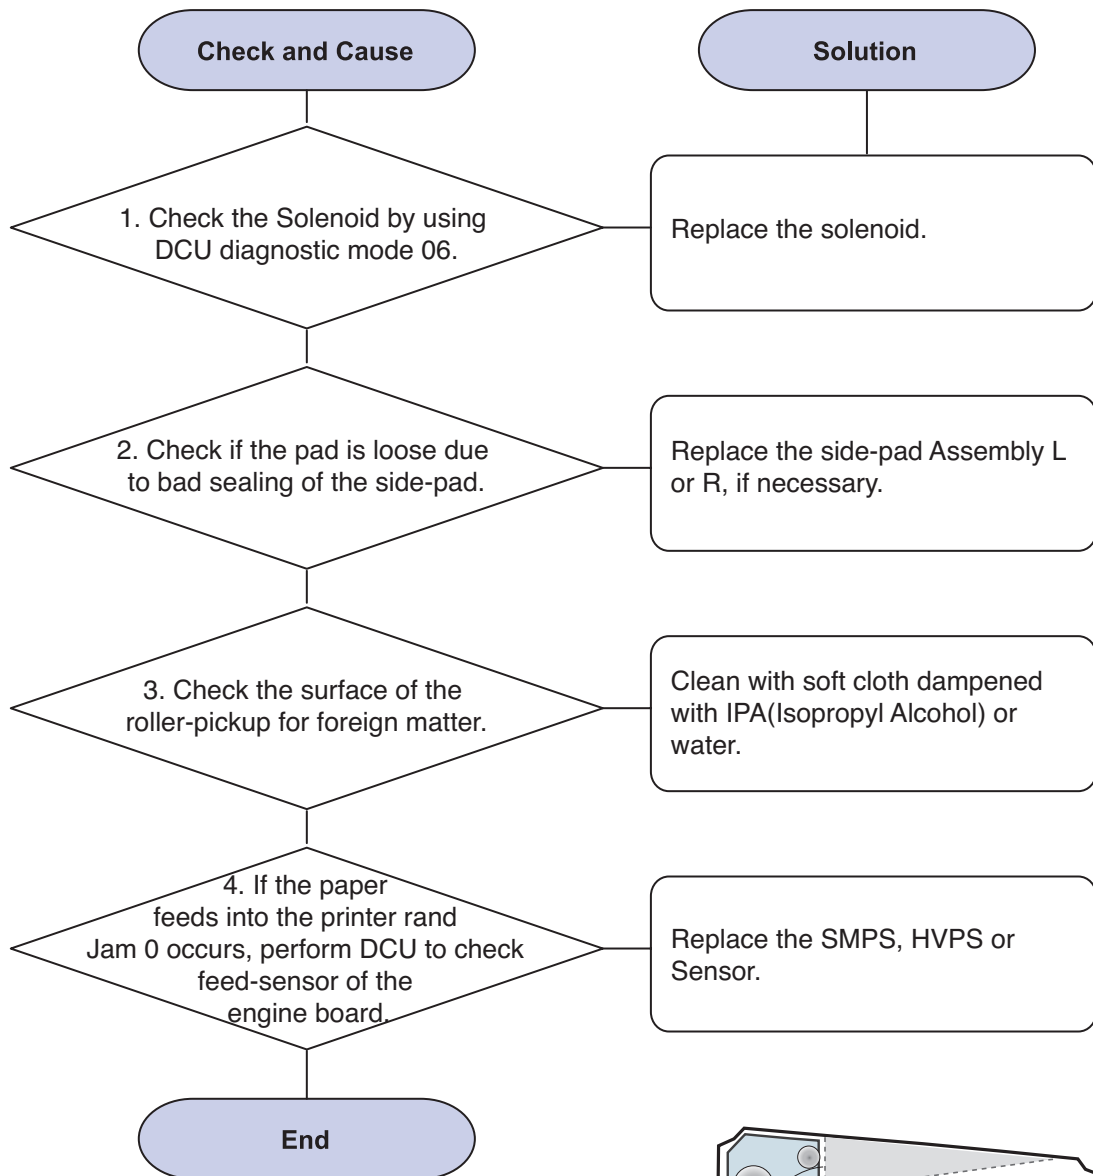 Check and Cause
Solution
1. Check the Solenoid by using
DCU diagnostic mode 06.
Replace the solenoid.
2. Check if the pad is loose due
to bad sealing of the side-pad.
Replace the side-pad Assembly L
or R, if necessary.
3. Check the surface of the
roller-pickup for foreign matter.
Clean with soft cloth dampened
with IPA(Isopropyl Alcohol) or
water.
4. If the paper
feeds into the printer rand
Jam 0 occurs, perform DCU to check
feed-sensor of the
engine board.
Replace the SMPS, HVPS or
Sensor.
End